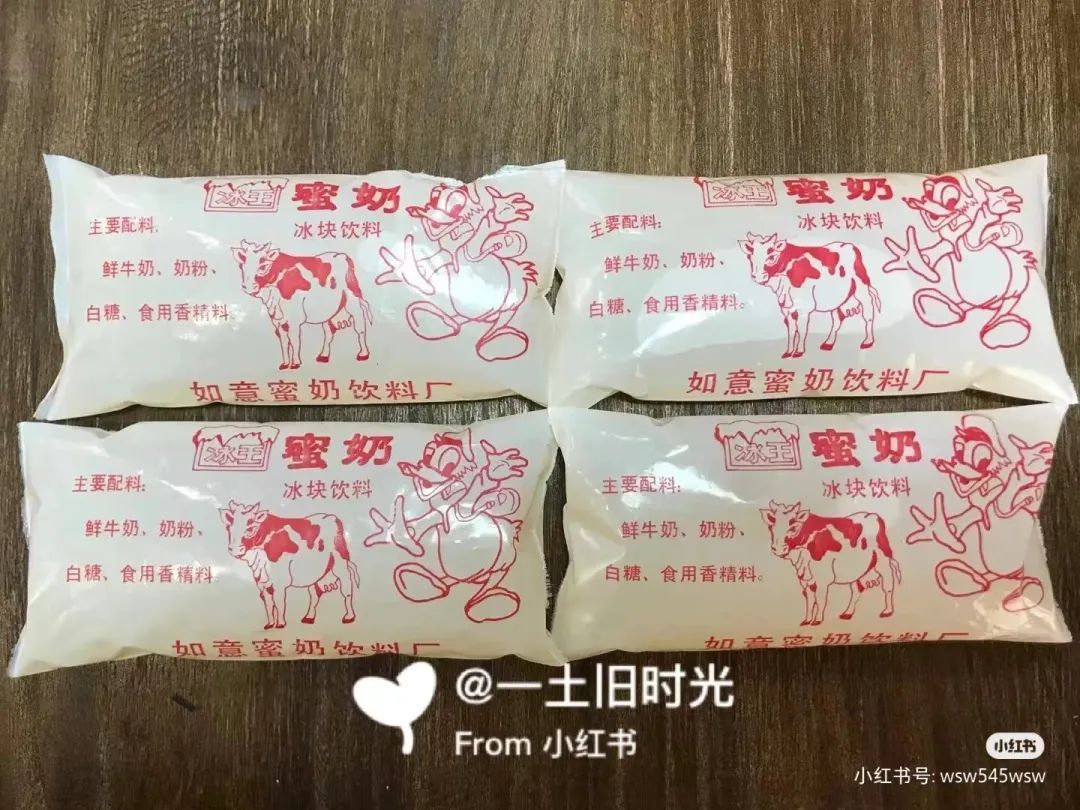 冰王 蜜奶
主要配料:
冰块饮料
鲜牛奶、奶粉、
白糖、食用香精料。
如意蜜奶饮料厂
冰王 蜜奶
主要配料:
冰块饮料
鲜牛奶、奶粉、
白糖、食用香精料。
如意蜜奶饮料厂
冰王 蜜奶
主要配料:
冰块饮料
鲜牛奶、奶粉、
白糖、食用香精料。
如意蜜奶饮料厂
冰王 蜜奶
主要配料:
冰块饮料
鲜牛奶、奶粉、
白糖、食用香精料。
如意蜜奶饮料厂
@一土旧时光
From 小红书
小红书
小红书号: wsw545wsw